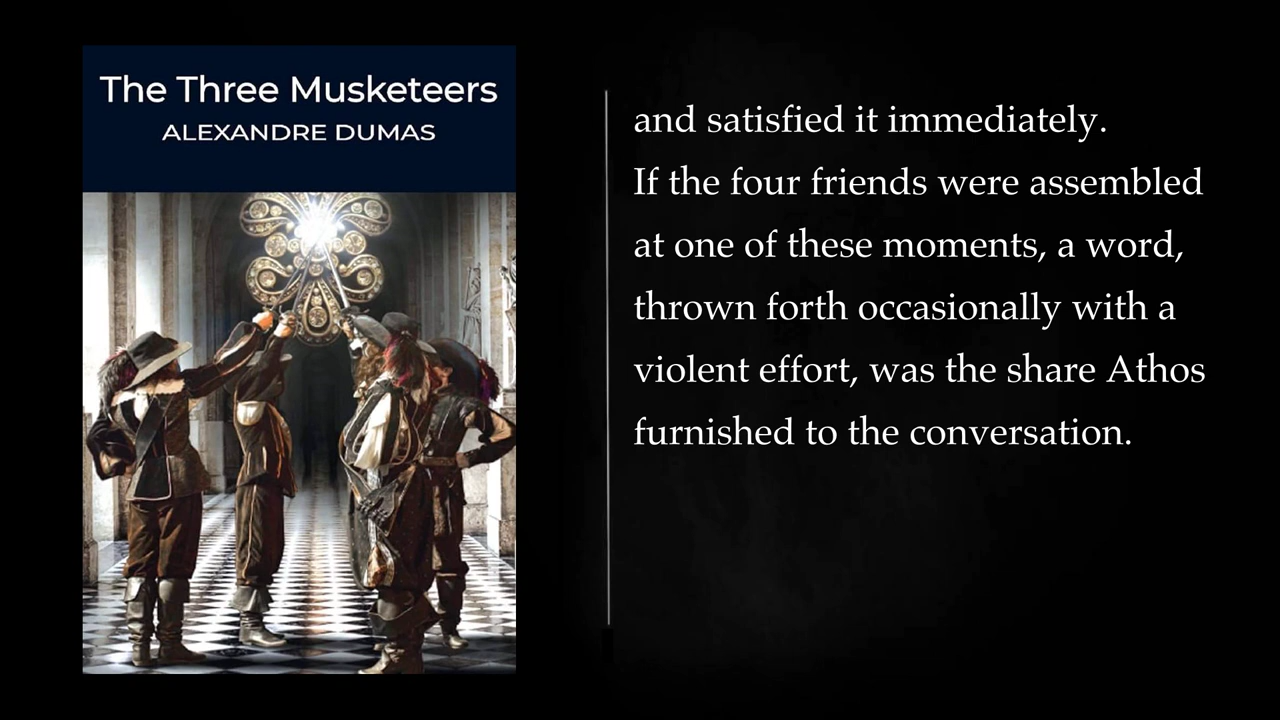 The Three Musketeers
ALEXANDRE DUMAS
and satisfied it immediately.
If the four friends were assembled
at one of these moments, a word,
thrown forth occasionally with a
violent effort, was the share Athos
furnished to the conversation.